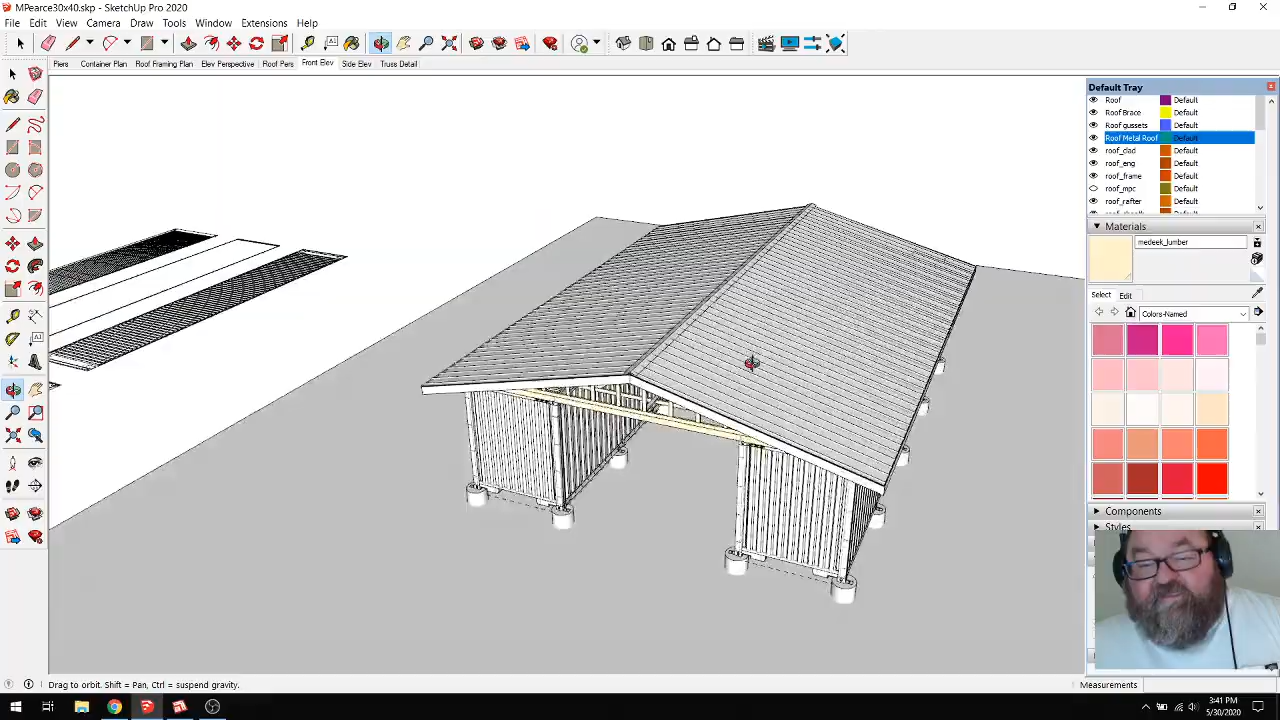 MPearce30x40.skp - SketchUp Pro 2020
File Edit View Camera Draw Tools Window Extensions Help
Piers Container Plan Roof Framing Plan Elev Perspective Roof Pers Front Elev Side Elev Truss Detail
Default Tray
Roof Default
Roof Brace Default
Roof gussets Default
Roof Metal Roof Default
roof_clad Default
roof_eng Default
roof_frame Default
roof_mpc Default
roof_rafter Default
Materials
medeek_lumber
Select Edit
Colors-Named
Components
Styles
Drag to orbit. Shift = Pan, Ctrl = suspend gravity.
Measurements
3:41 PM
5/30/2020